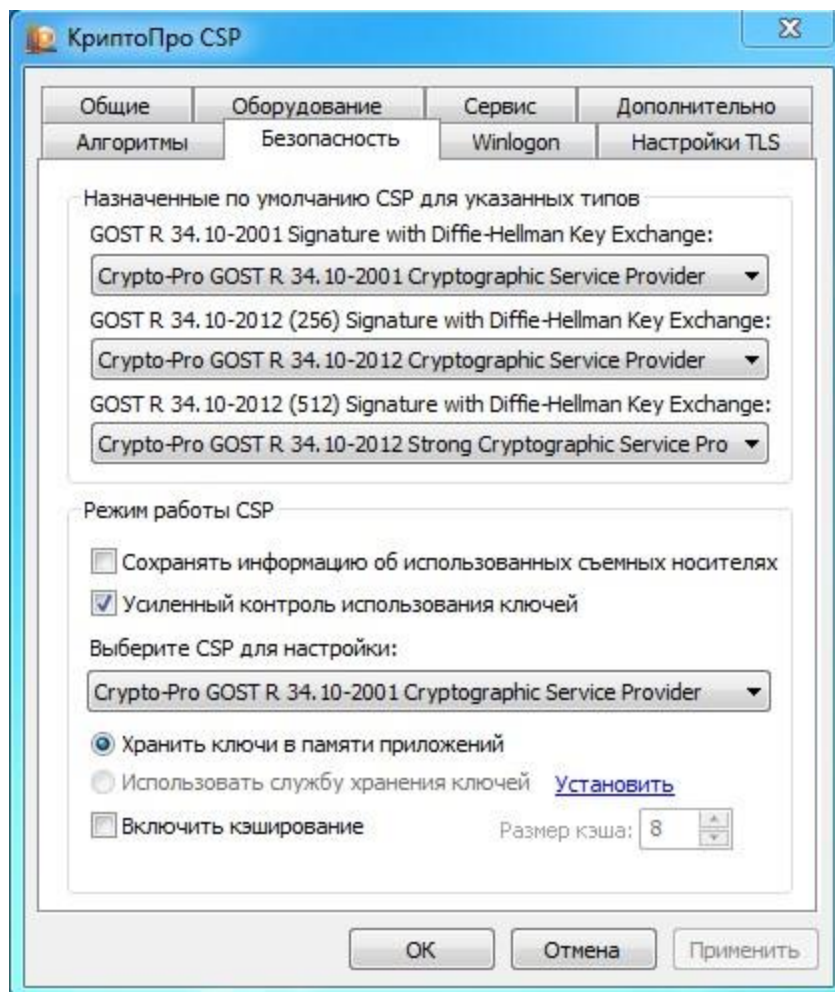 КриптоПро CSP
Общие
Оборудование
Сервис
Дополнительно
Алгоритмы
Безопасность
Winlogon
Настройки TLS
Назначенные по умолчанию CSP для указанных типов
GOST R 34.10-2001 Signature with Diffie-Hellman Key Exchange:
Crypto-Pro GOST R 34.10-2001 Cryptographic Service Provider
GOST R 34.10-2012 (256) Signature with Diffie-Hellman Key Exchange:
Crypto-Pro GOST R 34.10-2012 Cryptographic Service Provider
GOST R 34.10-2012 (512) Signature with Diffie-Hellman Key Exchange:
Crypto-Pro GOST R 34.10-2012 Strong Cryptographic Service Pro
Режим работы CSP
Сохранять информацию об использованных съемных носителях
Усиленный контроль использования ключей
Выберите CSP для настройки:
Crypto-Pro GOST R 34.10-2001 Cryptographic Service Provider
Хранить ключи в памяти приложений
Использовать службу хранения ключей Установить
Включить кэширование Размер кэша: 8
ОК
Отмена
Применить